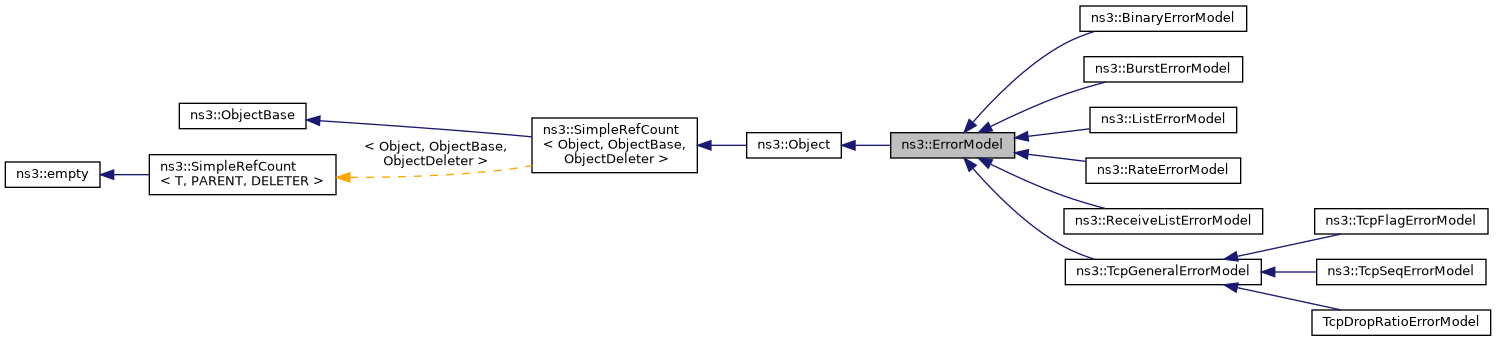 ns3::BinaryErrorModel
ns3::BurstErrorModel
ns3::ObjectBase
ns3::ListErrorModel
ns3::SimpleRefCount
< Object, ObjectBase,
ObjectDeleter >
< Object, ObjectBase,
ObjectDeleter >
ns3::Object
ns3::ErrorModel
ns3::empty
ns3::SimpleRefCount
< T, PARENT, DELETER >
ns3::RateErrorModel
ns3::ReceiveListErrorModel
ns3::TcpFlagErrorModel
ns3::TcpGeneralErrorModel
ns3::TcpSeqErrorModel
TcpDropRatioErrorModel